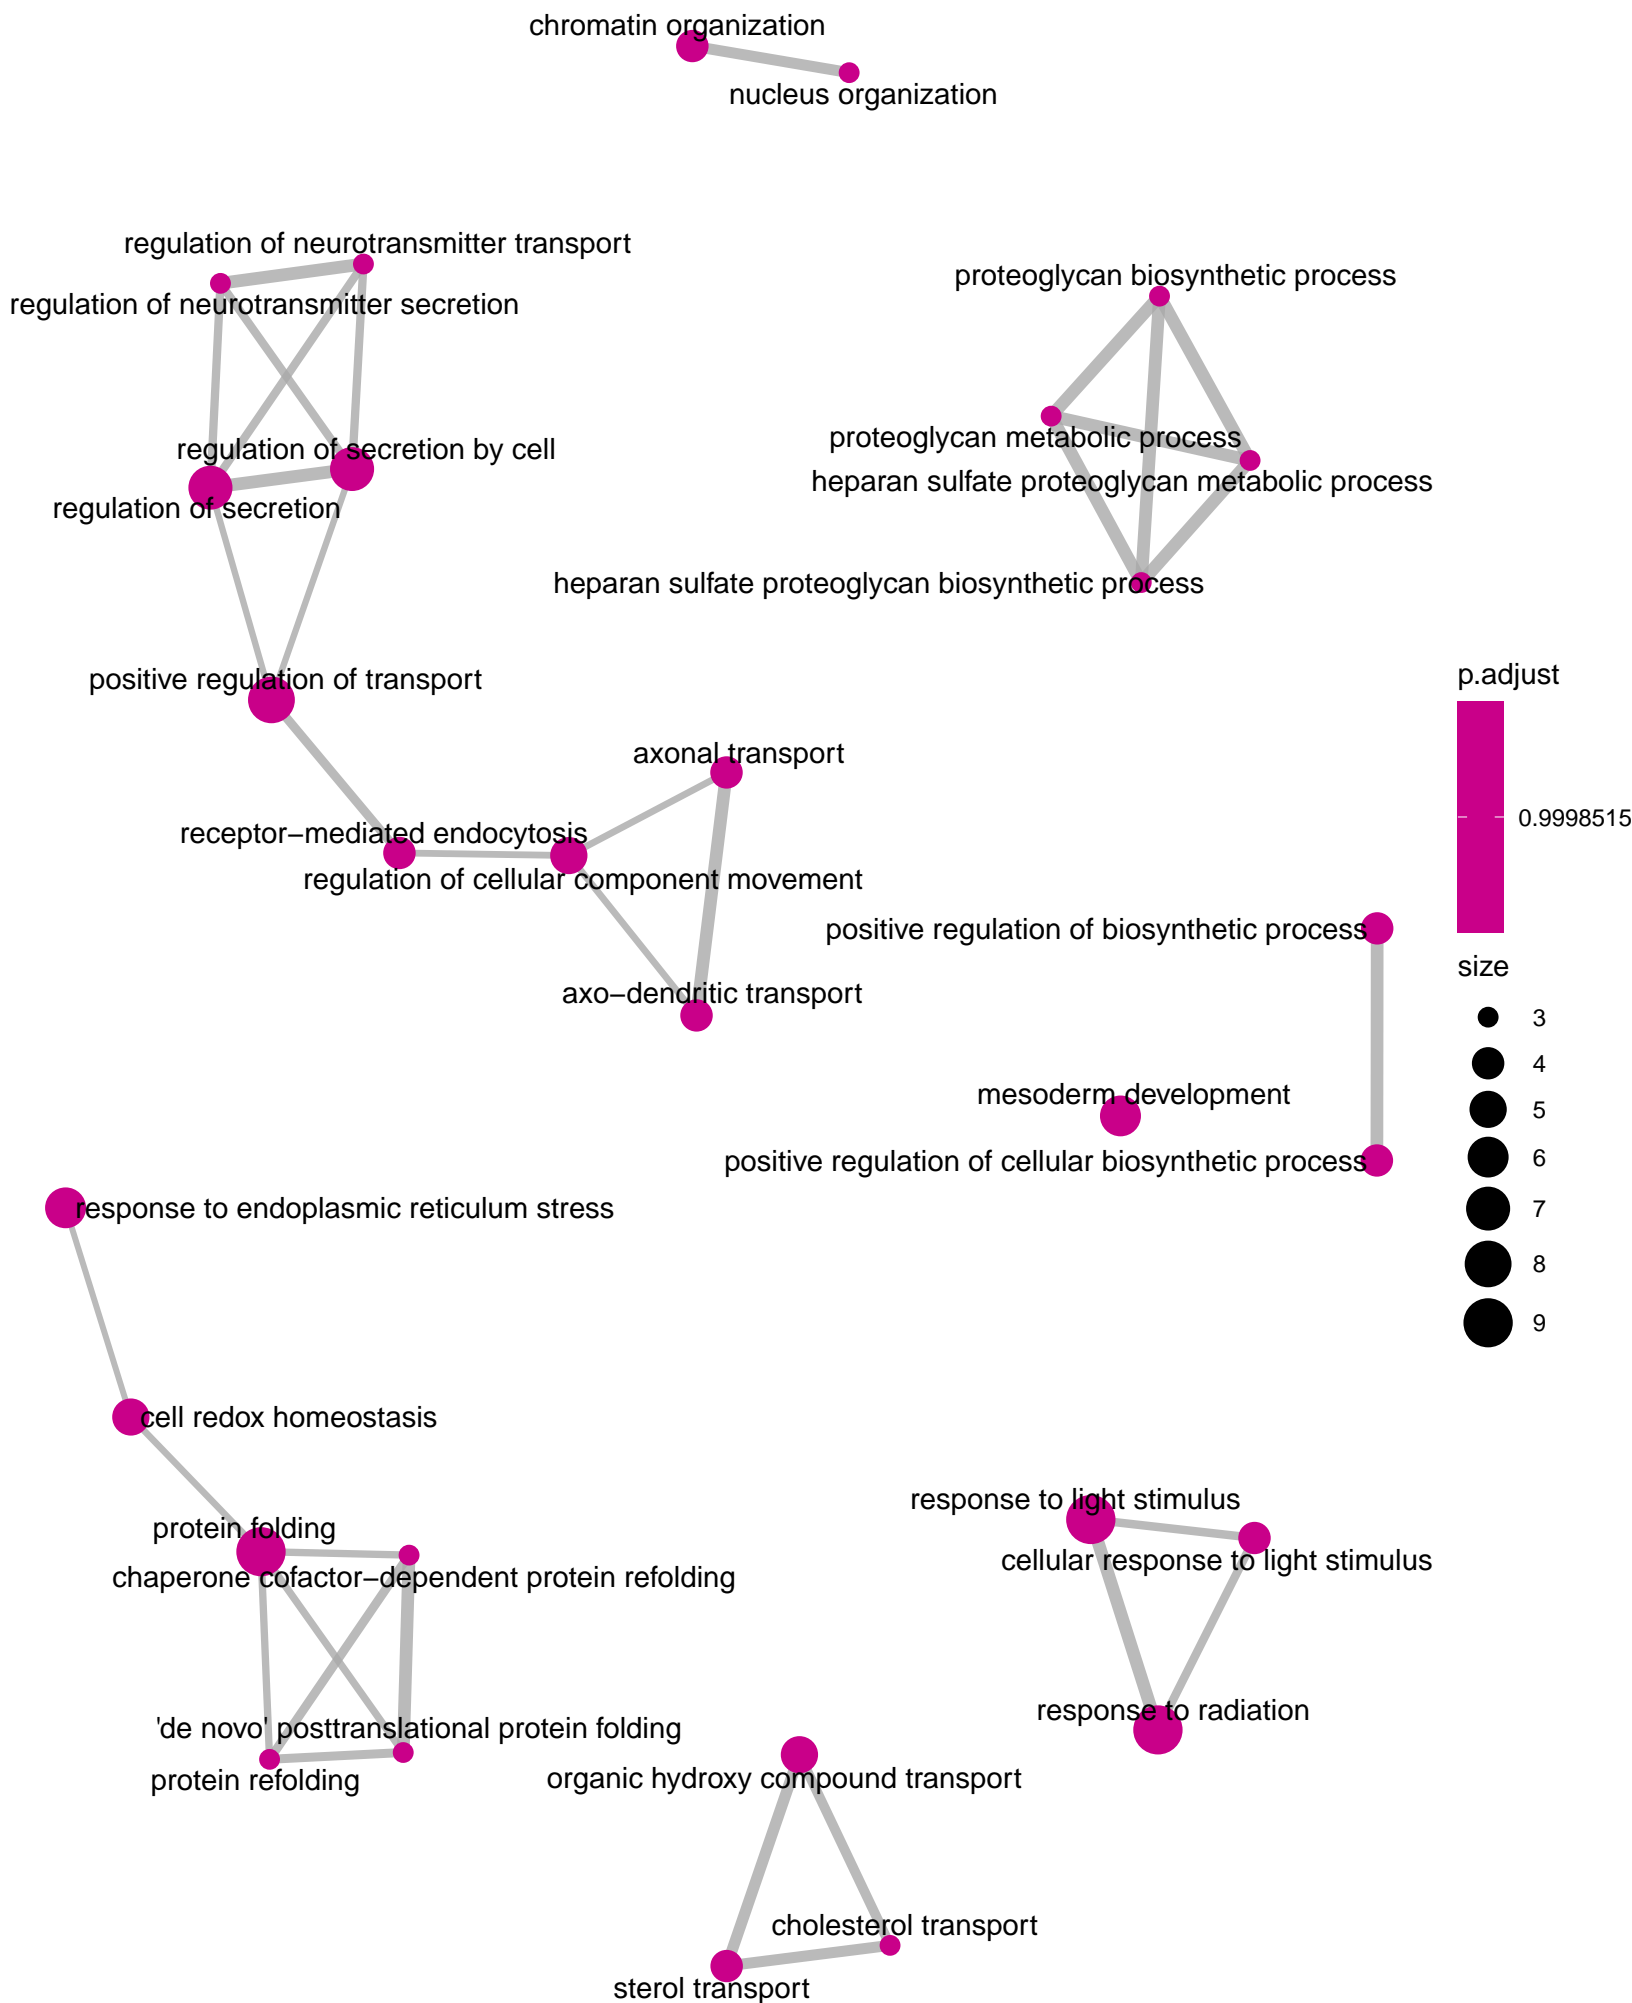 chromatin organization
nucleus organization
regulation of neurotransmitter transport
regulation of neurotransmitter secretion
proteoglycan biosynthetic process
regulation of secretion by cell
regulation of secretion
proteoglycan metabolic process
heparan sulfate proteoglycan metabolic process
heparan sulfate proteoglycan biosynthetic process
positive regulation of transport
axonal transport
receptor−mediated endocytosis
regulation of cellular component movement
axo−dendritic transport
positive regulation of biosynthetic process
mesoderm development
positive regulation of cellular biosynthetic process
response to endoplasmic reticulum stress
cell redox homeostasis
protein folding
chaperone cofactor−dependent protein refolding
'de novo' posttranslational protein folding
protein refolding
response to light stimulus
cellular response to light stimulus
response to radiation
organic hydroxy compound transport
cholesterol transport
sterol transport
p.adjust
0.9998515
size
3
4
5
6
7
8
9